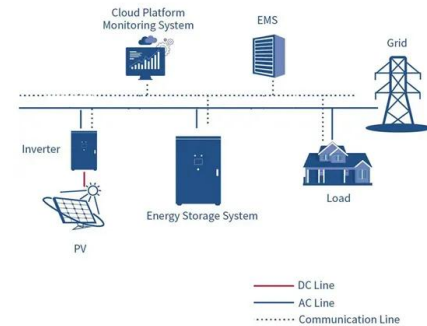 Cloud Platform
Monitoring System
EMS
Grid
Inverter
Energy Storage System
Load
PV
DC Line
AC Line
Communication Line